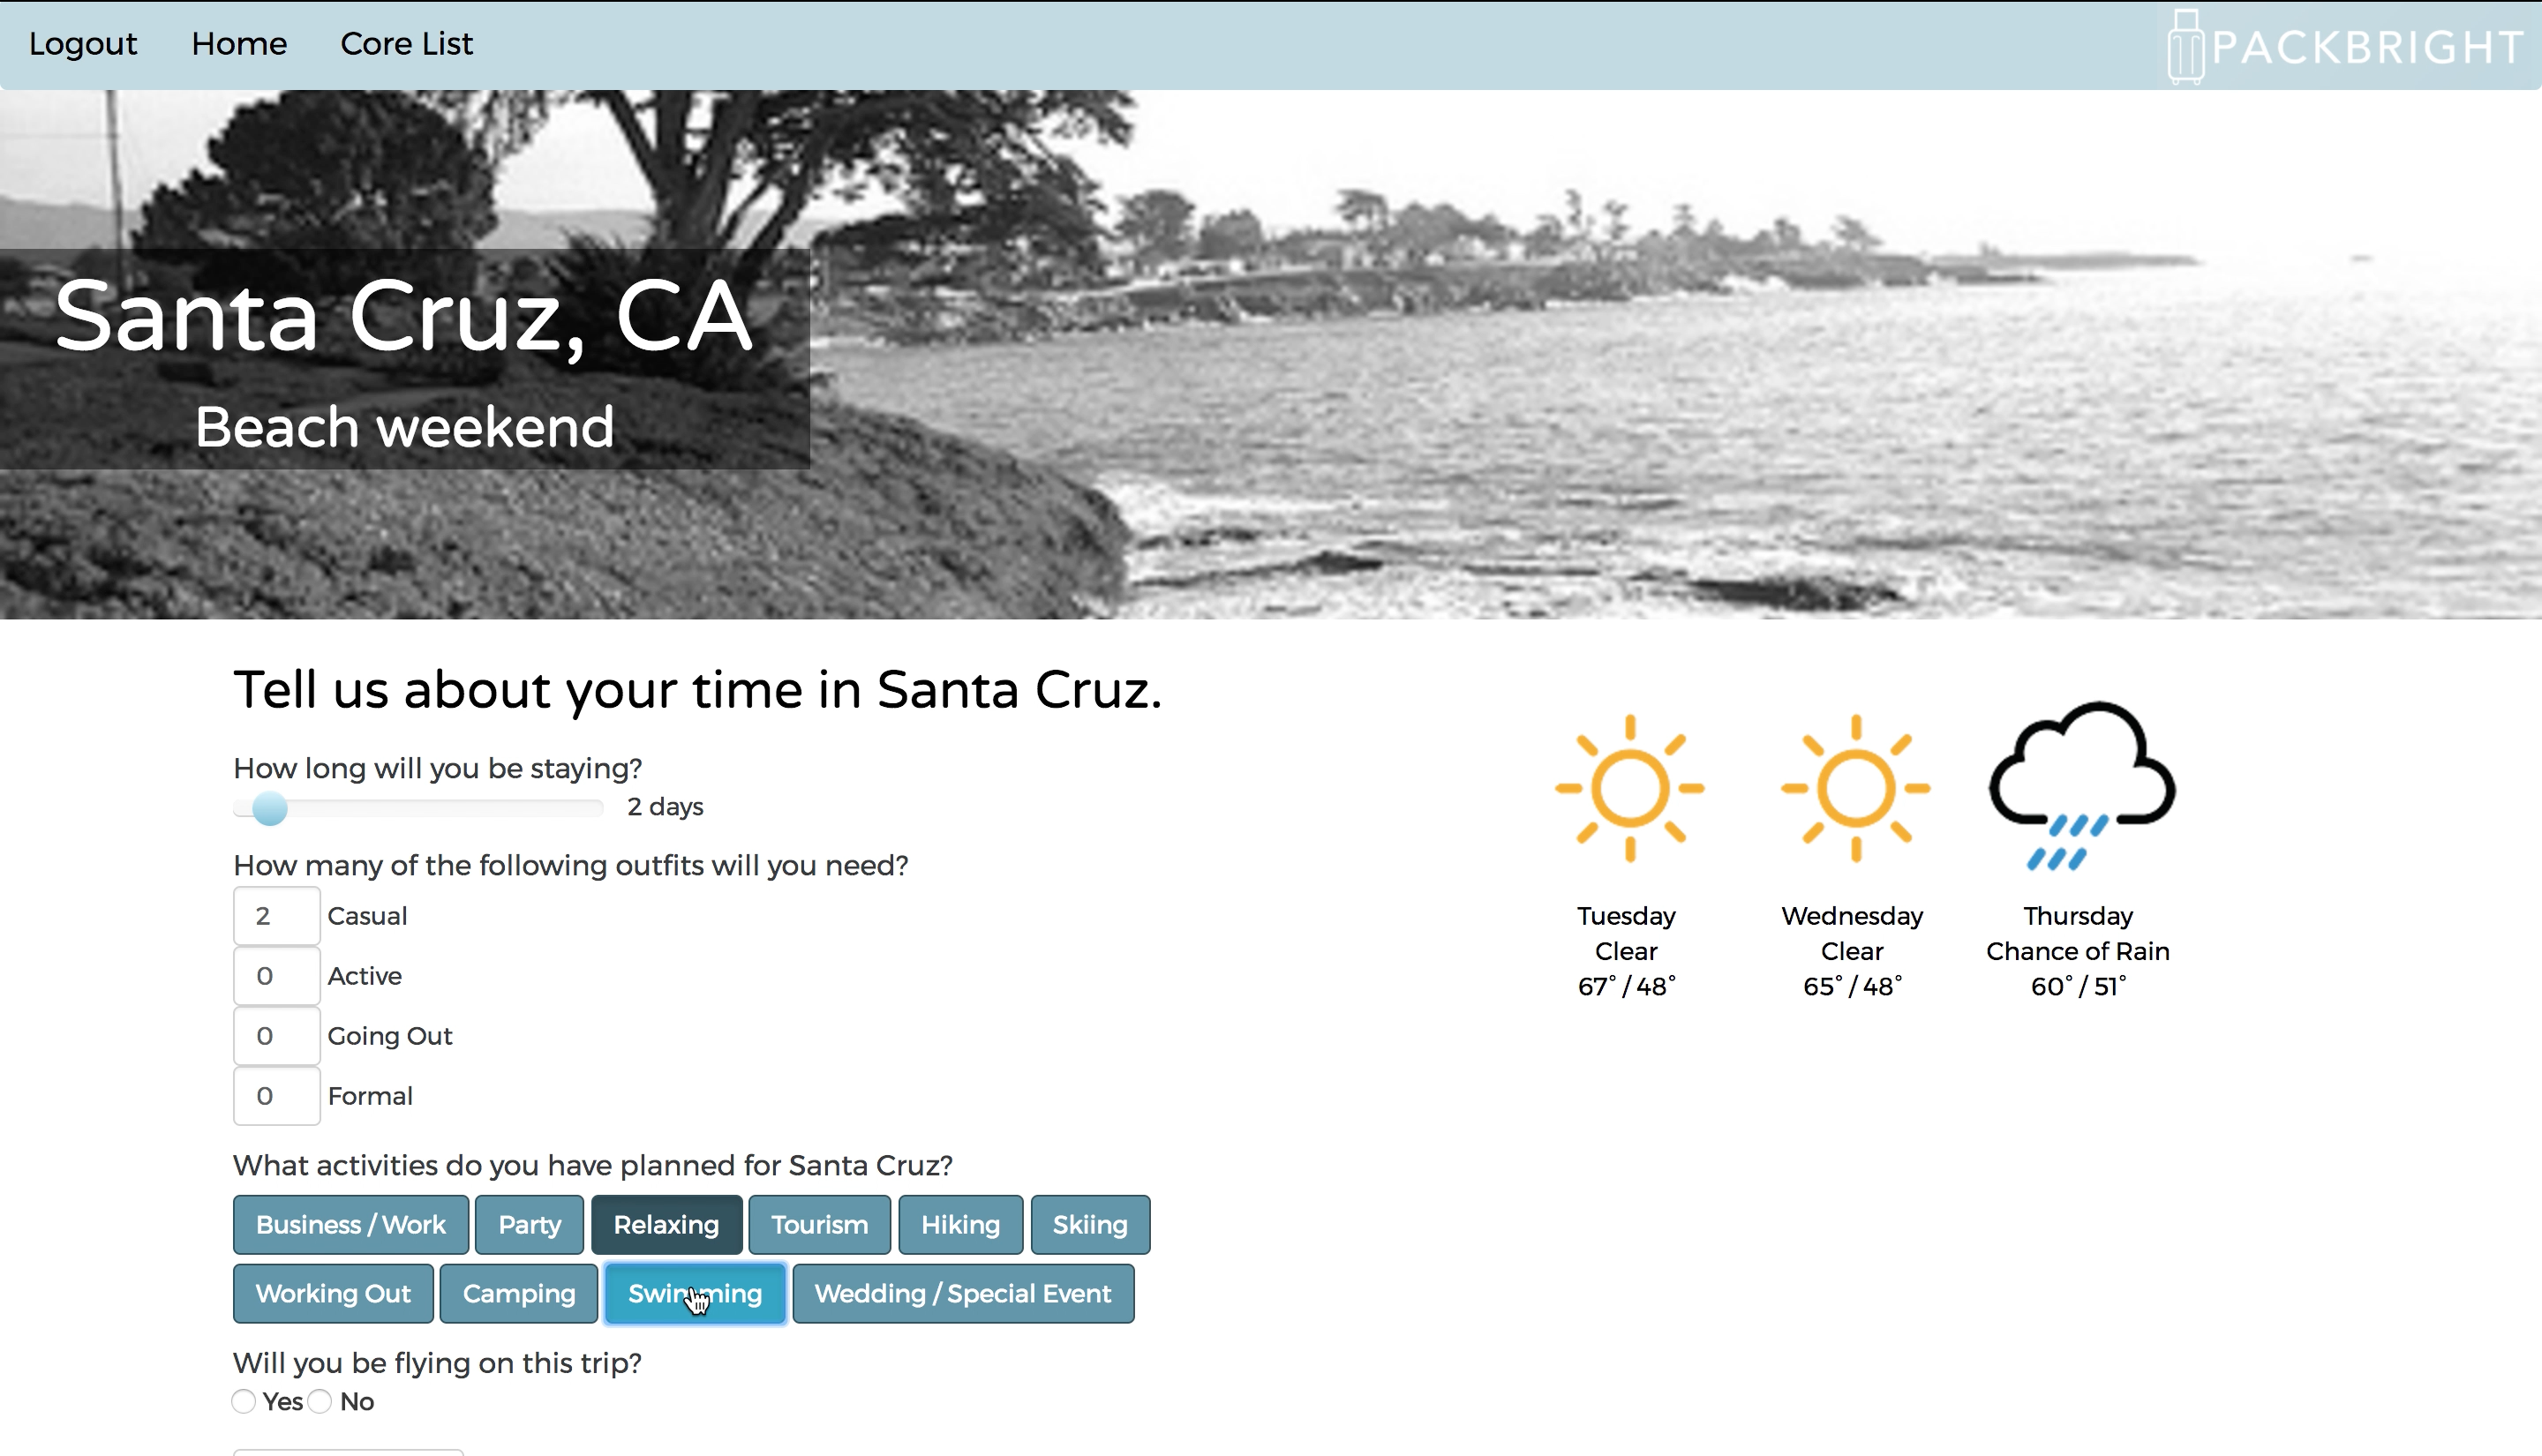 Logout Home Core List PACKBRIGHT
Santa Cruz, CA
Beach weekend
Tell us about your time in Santa Cruz.
How long will you be staying?
2 days
How many of the following outfits will you need?
2 Casual
0 Active
0 Going Out
0 Formal
What activities do you have planned for Santa Cruz?
Business / Work Party Relaxing Tourism Hiking Skiing
Working Out Camping Swimming Wedding / Special Event
Will you be flying on this trip?
Yes No
Tuesday Wednesday Thursday
Clear Clear Chance of Rain
67° / 48° 65° / 48° 60° / 51°